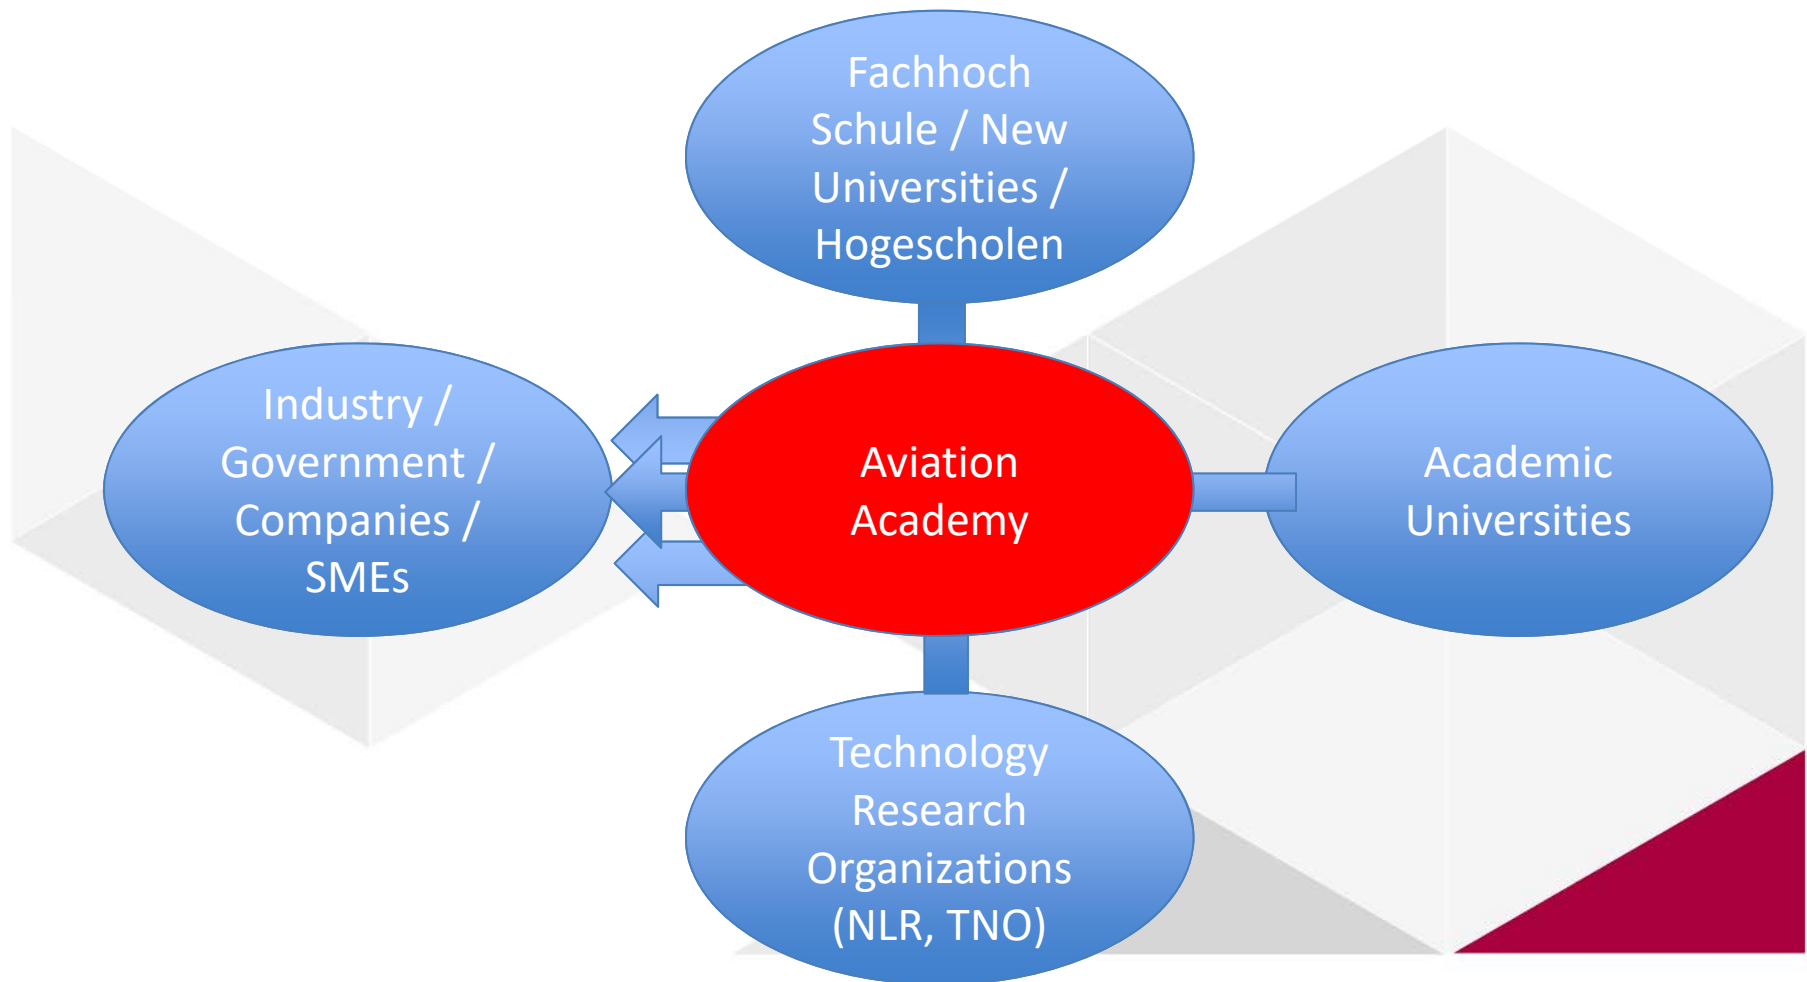 Fachhoch
Schule / New
Universities /
Hogescholen
Industry /
Government /
Companies /
SMEs
Aviation
Academy
Academic
Universities
Technology
Research
Organizations
(NLR, TNO)